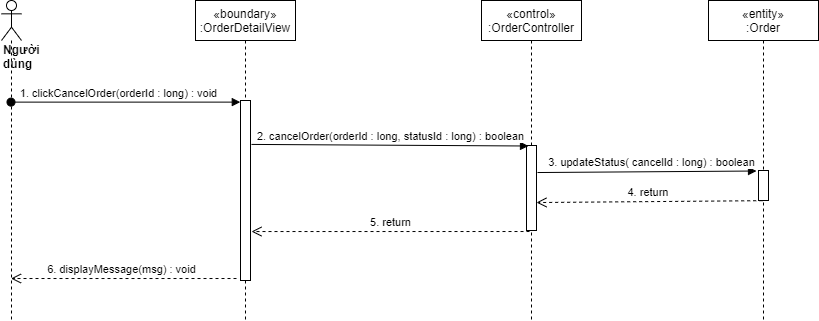 «boundary»
:OrderDetailView
«control»
:OrderController
«entity»
:Order
Người
dùng
1. clickCancelOrder(orderId : long) : void
2. cancelOrder(orderId : long, statusId : long) : boolean
3. updateStatus( cancelId : long) : boolean
4. return
5. return
6. displayMessage(msg) : void